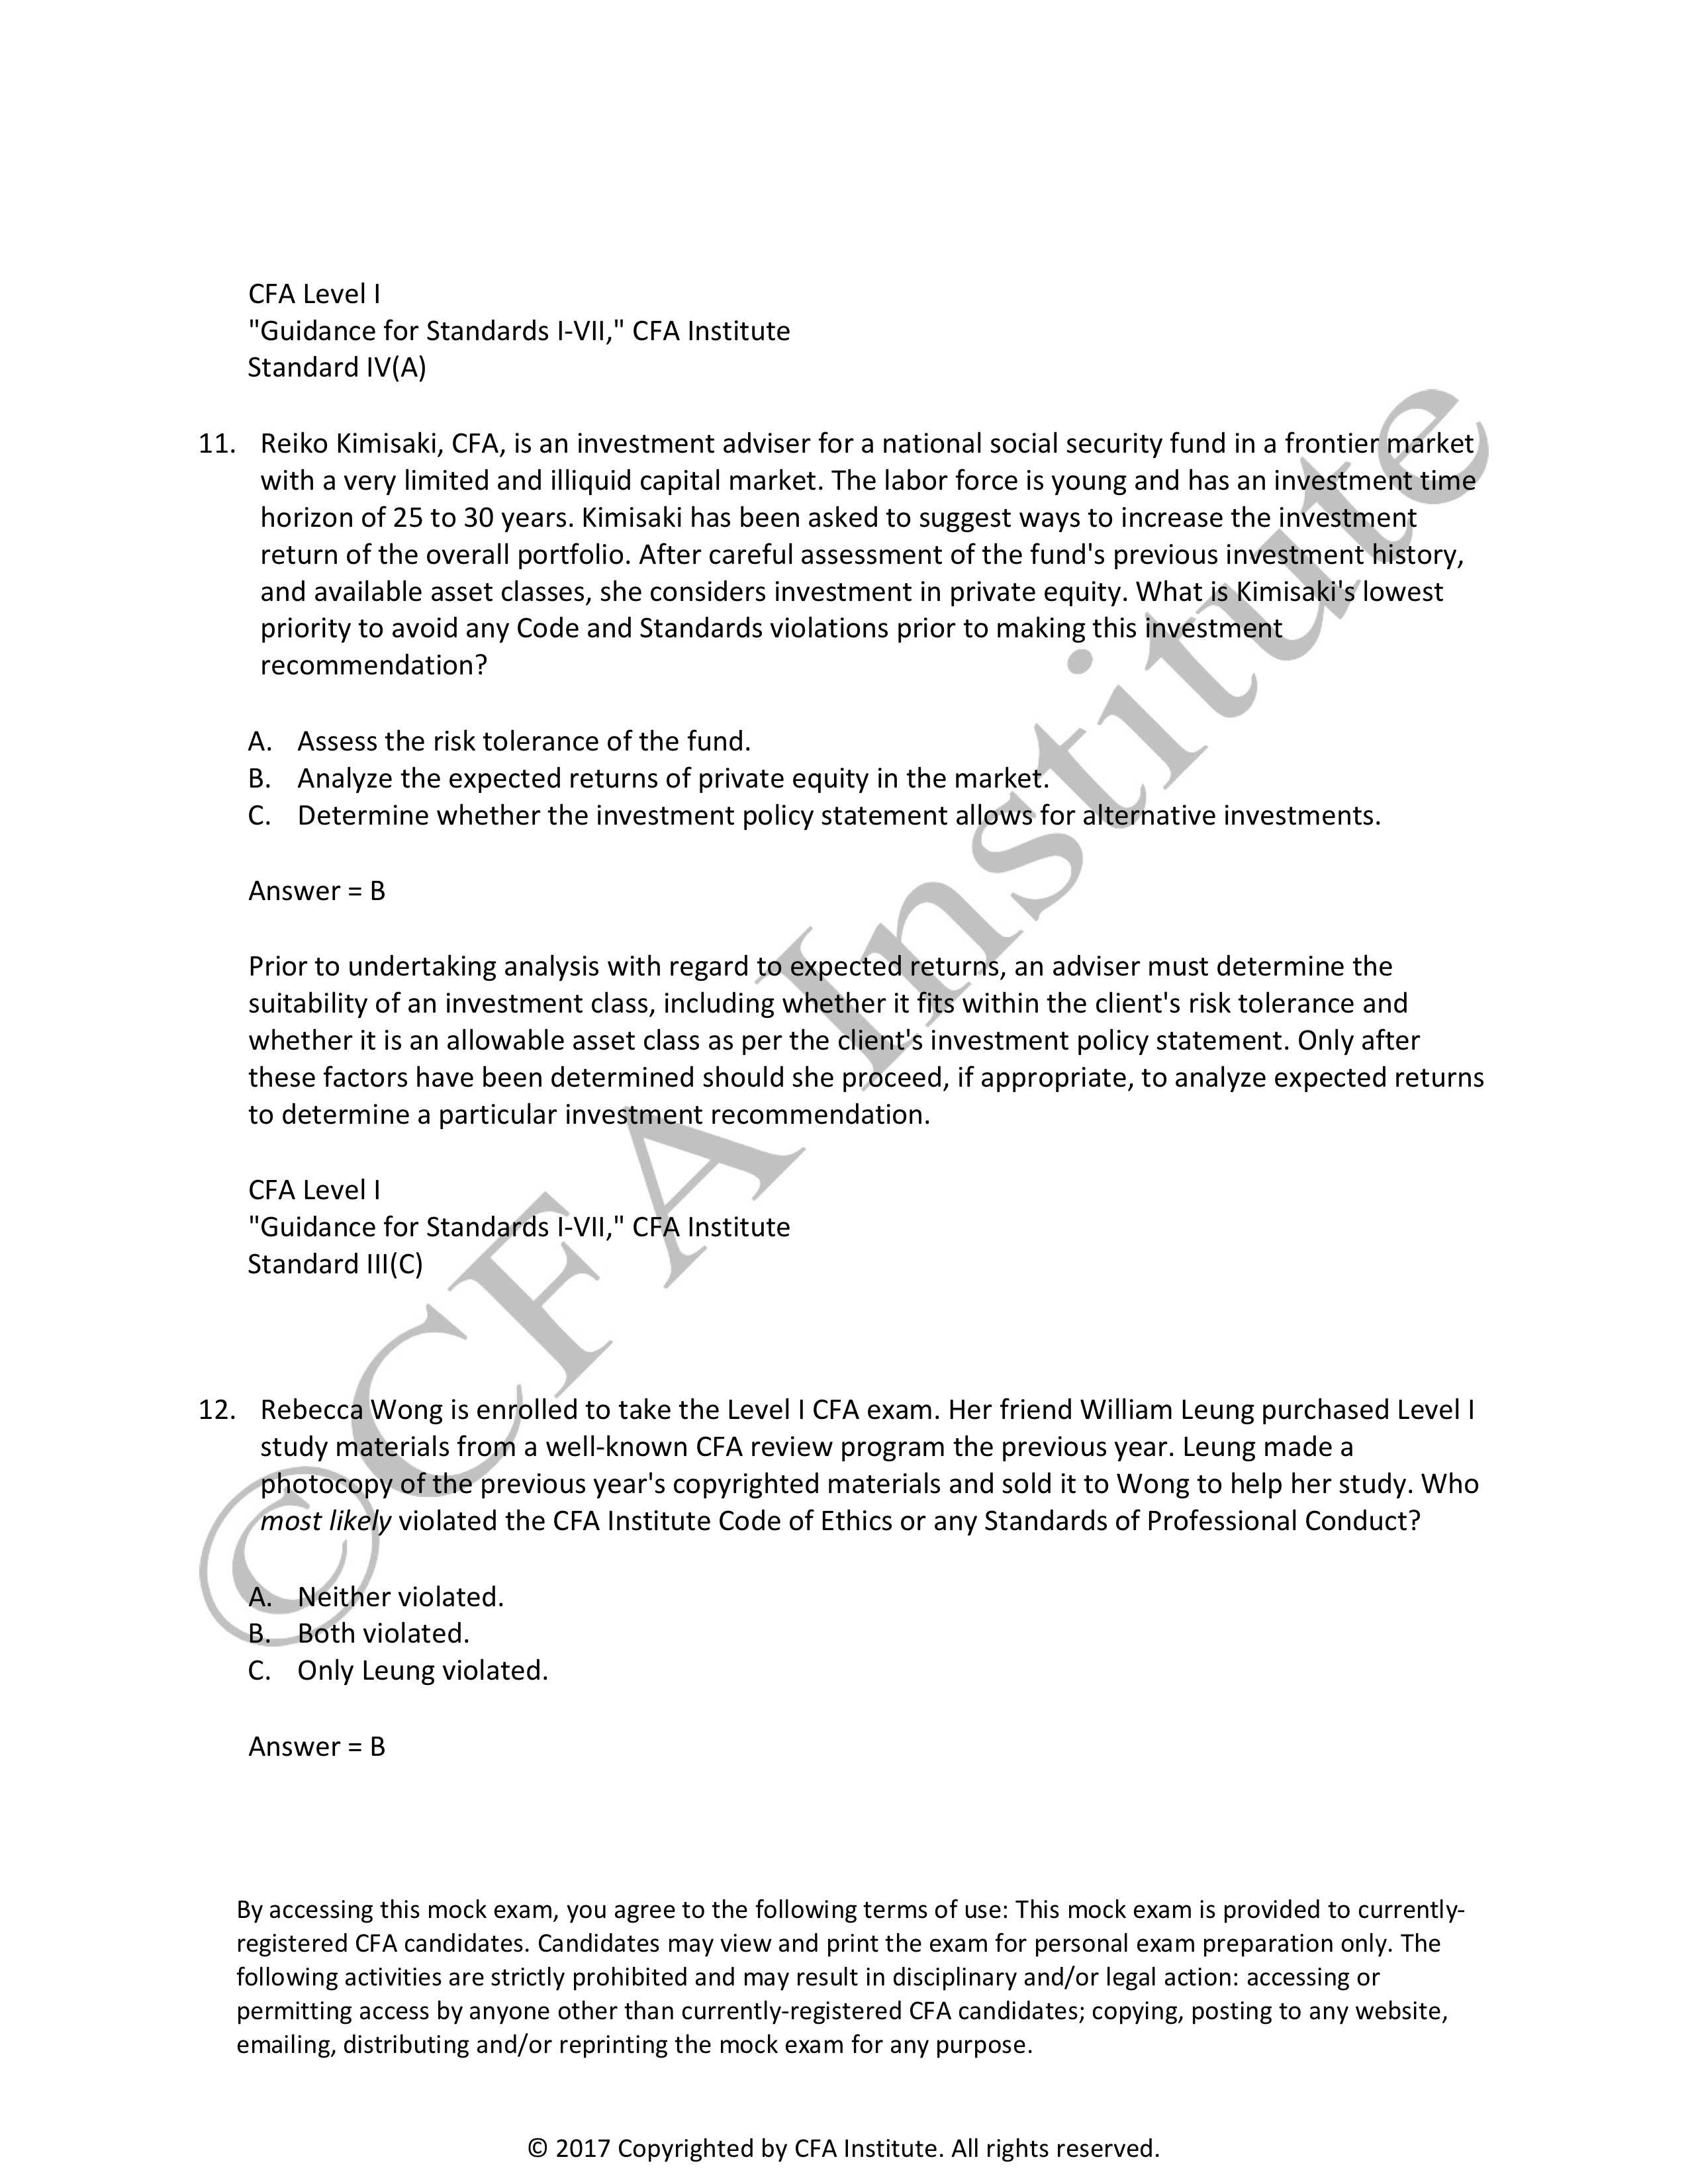 CFA Level I
"Guidance for Standards I-VII," CFA Institute
Standard IV(A)
11. Reiko Kimisaki, CFA, is an investment adviser for a national social security fund in a frontier market
with a very limited and illiquid capital market. The labor force is young and has an investment time
horizon of 25 to 30 years. Kimisaki has been asked to suggest ways to increase the investment
return of the overall portfolio. After careful assessment of the fund's previous investment history,
and available asset classes, she considers investment in private equity. What is Kimisaki's lowest
priority to avoid any Code and Standards violations prior to making this investment
recommendation?
A. Assess the risk tolerance of the fund.
B. Analyze the expected returns of private equity in the market.
C. Determine whether the investment policy statement allows for alternative investments.
Answer = B
Prior to undertaking analysis with regard to expected returns, an adviser must determine the
suitability of an investment class, including whether it fits within the client's risk tolerance and
whether it is an allowable asset class as per the client's investment policy statement. Only after
these factors have been determined should she proceed, if appropriate, to analyze expected returns
to determine a particular investment recommendation.
CFA Level I
"Guidance for Standards I-VII," CFA Institute
Standard III(C)
12. Rebecca Wong is enrolled to take the Level I CFA exam. Her friend William Leung purchased Level I
study materials from a well-known CFA review program the previous year. Leung made a
photocopy of the previous year's copyrighted materials and sold it to Wong to help her study. Who
most likely violated the CFA Institute Code of Ethics or any Standards of Professional Conduct?
A. Neither violated.
B. Both violated.
C. Only Leung violated.
Answer = B
By accessing this mock exam, you agree to the following terms of use: This mock exam is provided to currently-
registered CFA candidates. Candidates may view and print the exam for personal exam preparation only. The
following activities are strictly prohibited and may result in disciplinary and/or legal action: accessing or
permitting access by anyone other than currently-registered CFA candidates; copying, posting to any website,
emailing, distributing and/or reprinting the mock exam for any purpose.
© 2017 Copyrighted by CFA Institute. All rights reserved.
©CFA Institute